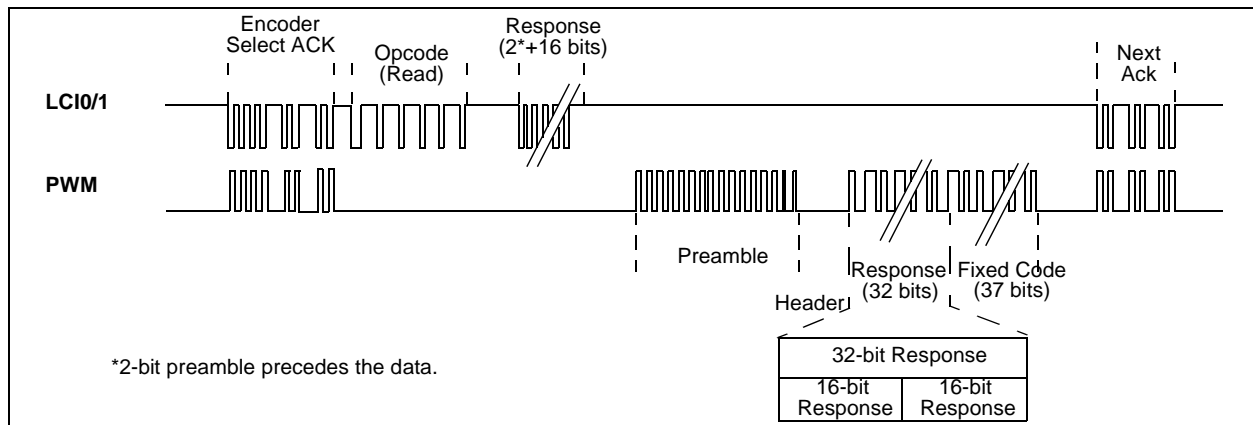 Encoder
Select ACK
Opcode
(Read)
Response
(2*+16 bits)
Next
Ack
LCI0/1
PWM
Preamble
Header
Response
(32 bits)
Fixed Code
(37 bits)
*2-bit preamble precedes the data.
32-bit Response
16-bit
Response
16-bit
Response